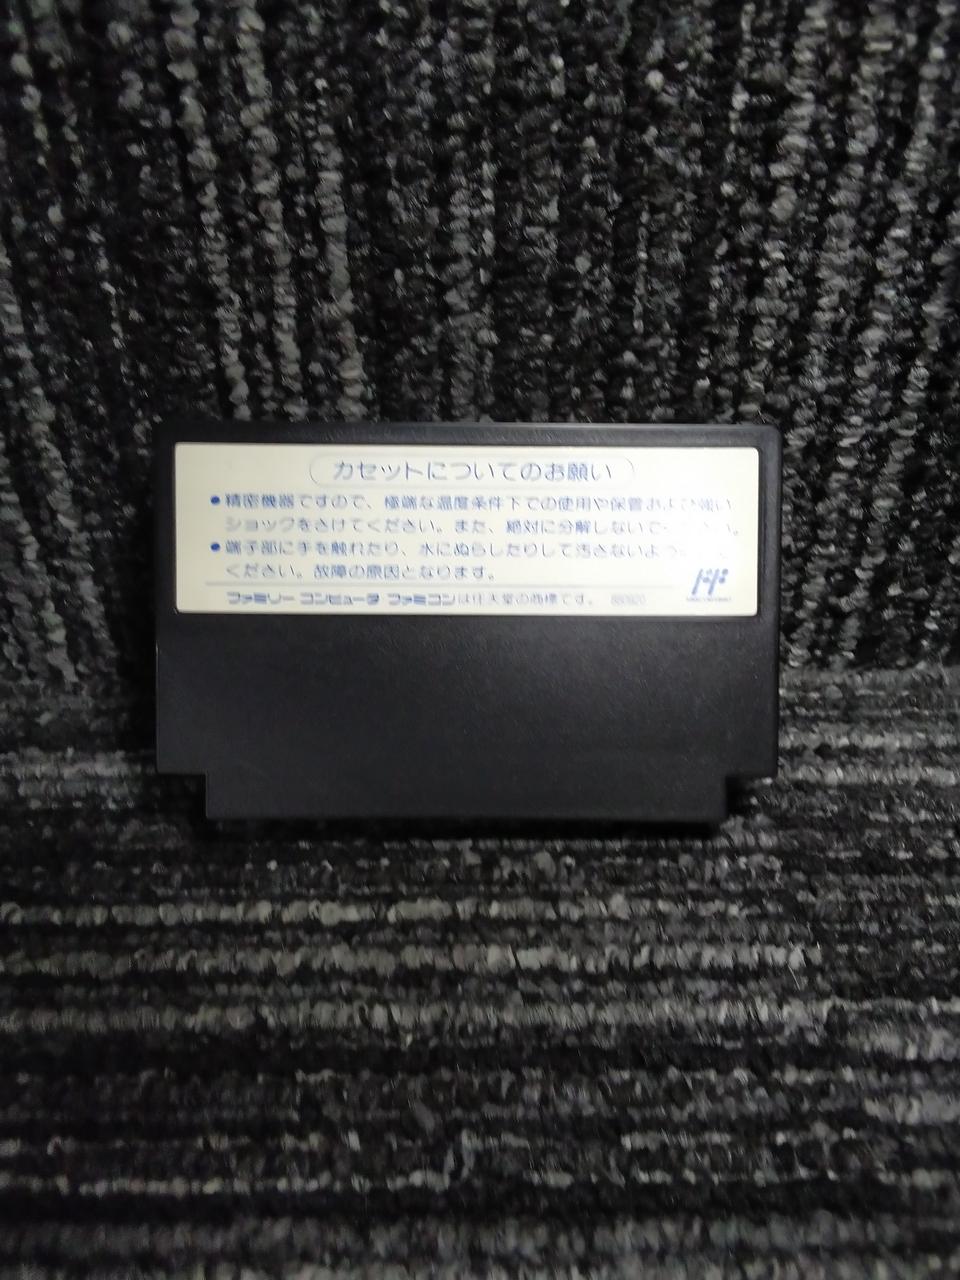 カセットについてのお願い
●精密機器ですので、極端な温度条件下での使用や保管および強い
ショックをさけてください。また、絶対に分解しないで
●端子部に手を触れたり、水にぬらしたりして汚さないよう
ください。故障の原因となります。
ファミリーコンピュータ ファミコンは任天堂の商標です。